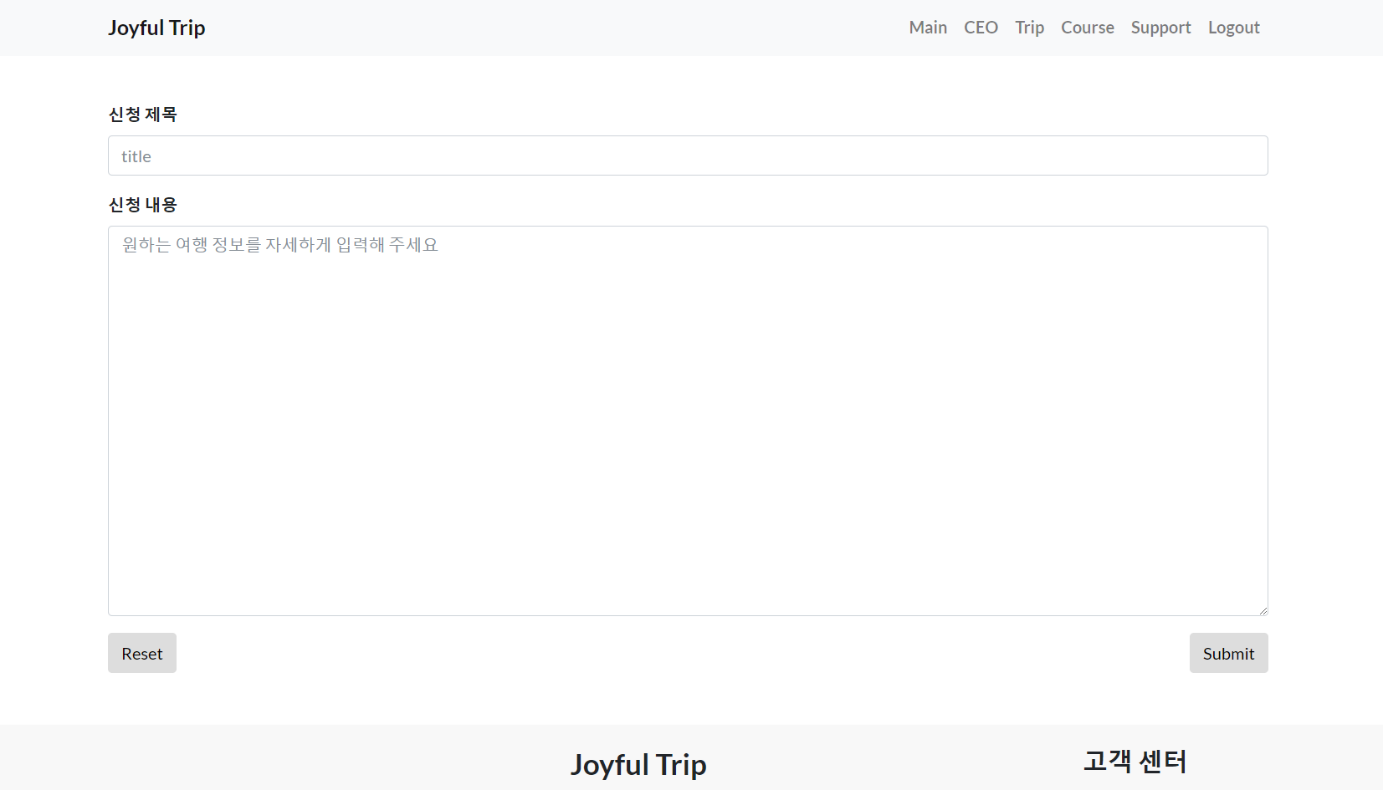 Joyful Trip Main CEO Trip Course Support Logout
신청 제목
title
신청 내용
원하는 여행 정보를 자세하게 입력해 주세요
Reset Submit
Joyful Trip 고객 센터